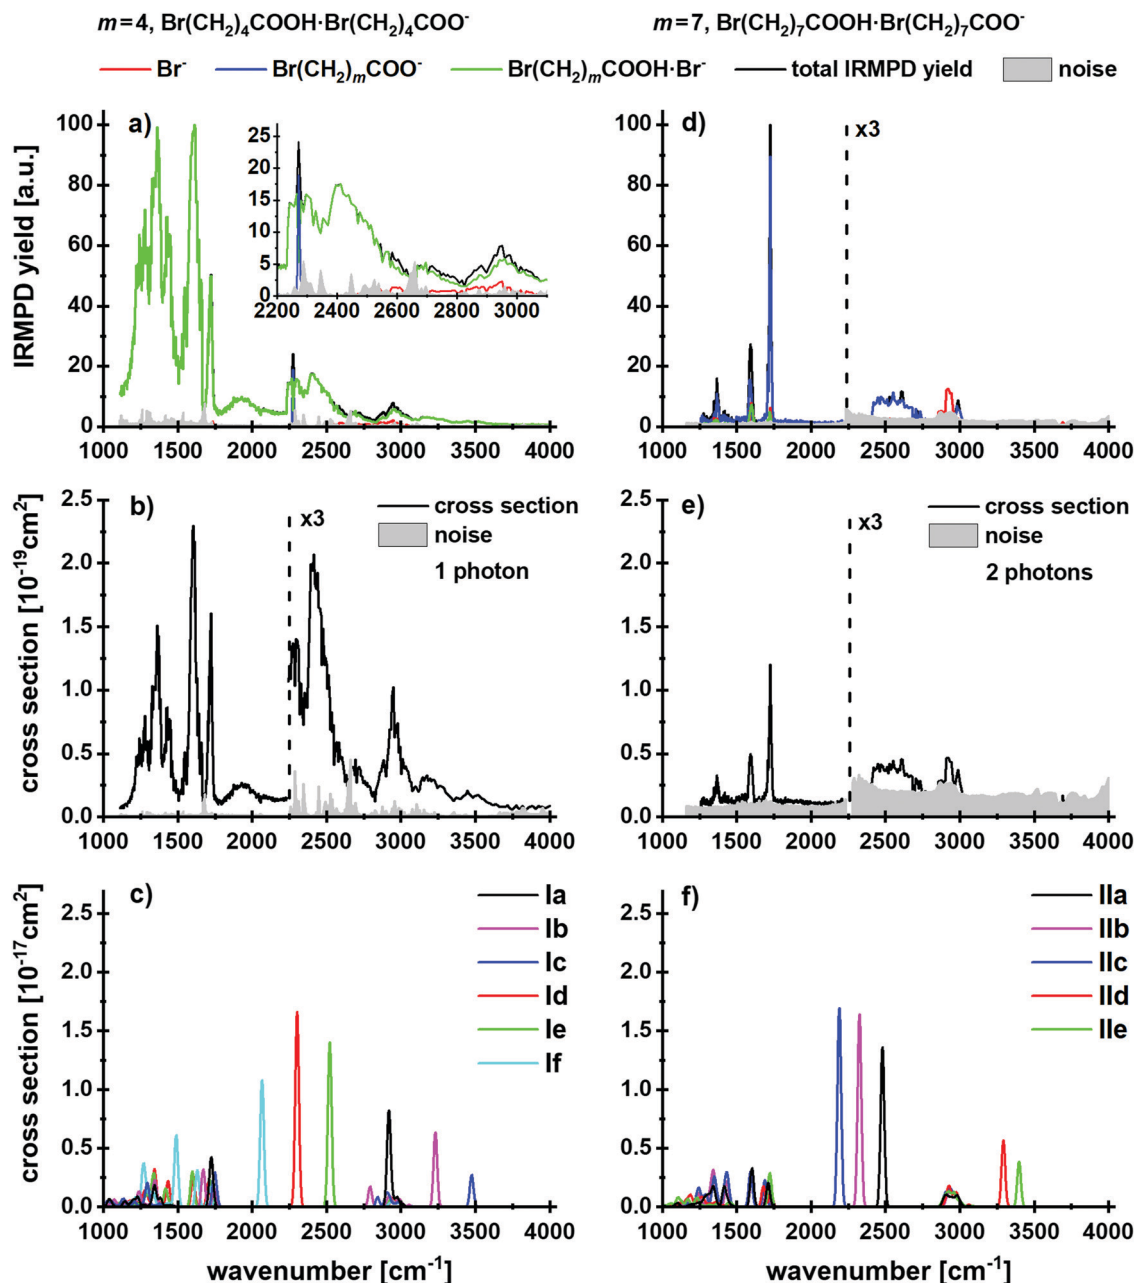 m = 4, Br(CH₂)₄COOH·Br(CH₂)₄COO⁻ m = 7, Br(CH₂)₇COOH·Br(CH₂)₇COO⁻
Br⁻ Br(CH₂)ₘCOO⁻ Br(CH₂)ₘCOOH·Br⁻ total IRMPD yield noise
a)
IRMPD yield [a.u.]
100
80
60
40
20
0
25
20
15
10
5
0
2200 2400 2600 2800 3000
1000 1500 2000 2500 3000 3500 4000
d)
x3
100
80
60
40
20
0
1000 1500 2000 2500 3000 3500 4000
b)
cross section [10⁻¹⁹cm²]
2.5
2.0
1.5
1.0
0.5
0.0
x3
cross section
noise
1 photon
1000 1500 2000 2500 3000 3500 4000
e)
2.5
2.0
1.5
1.0
0.5
0.0
x3
cross section
noise
2 photons
1000 1500 2000 2500 3000 3500 4000
c)
cross section [10⁻¹⁷cm²]
2.5
2.0
1.5
1.0
0.5
0.0
Ia
Ib
Ic
Id
Ie
If
1000 1500 2000 2500 3000 3500 4000
wavenumber [cm⁻¹]
f)
2.5
2.0
1.5
1.0
0.5
0.0
IIa
IIb
IIc
IId
IIe
1000 1500 2000 2500 3000 3500 4000
wavenumber [cm⁻¹]